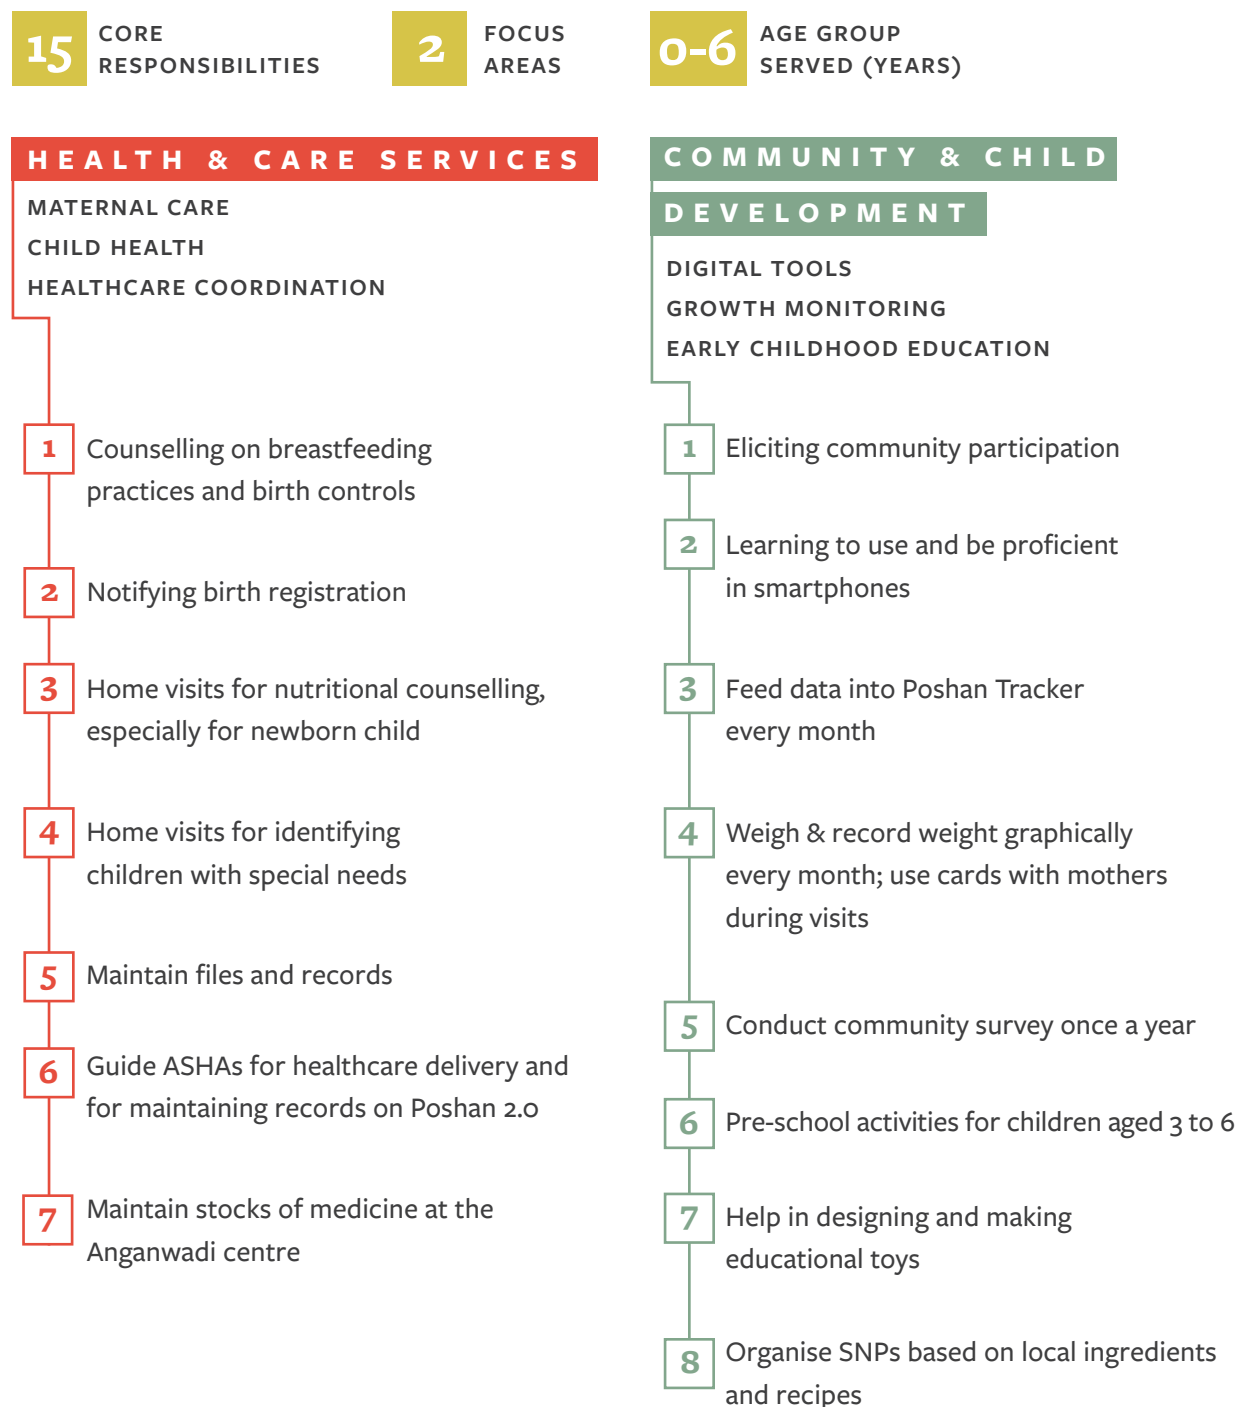 15 CORE
RESPONSIBILITIES
2 FOCUS
AREAS
0-6 AGE GROUP
SERVED (YEARS)
HEALTH & CARE SERVICES
MATERNAL CARE
CHILD HEALTH
HEALTHCARE COORDINATION
1 Counselling on breastfeeding
practices and birth controls
2 Notifying birth registration
3 Home visits for nutritional counselling,
especially for newborn child
4 Home visits for identifying
children with special needs
5 Maintain files and records
6 Guide ASHAs for healthcare delivery and
for maintaining records on Poshan 2.0
7 Maintain stocks of medicine at the
Anganwadi centre
COMMUNITY & CHILD
DEVELOPMENT
DIGITAL TOOLS
GROWTH MONITORING
EARLY CHILDHOOD EDUCATION
1 Eliciting community participation
2 Learning to use and be proficient
in smartphones
3 Feed data into Poshan Tracker
every month
4 Weigh & record weight graphically
every month; use cards with mothers
during visits
5 Conduct community survey once a year
6 Pre-school activities for children aged 3 to 6
7 Help in designing and making
educational toys
8 Organise SNPs based on local ingredients
and recipes